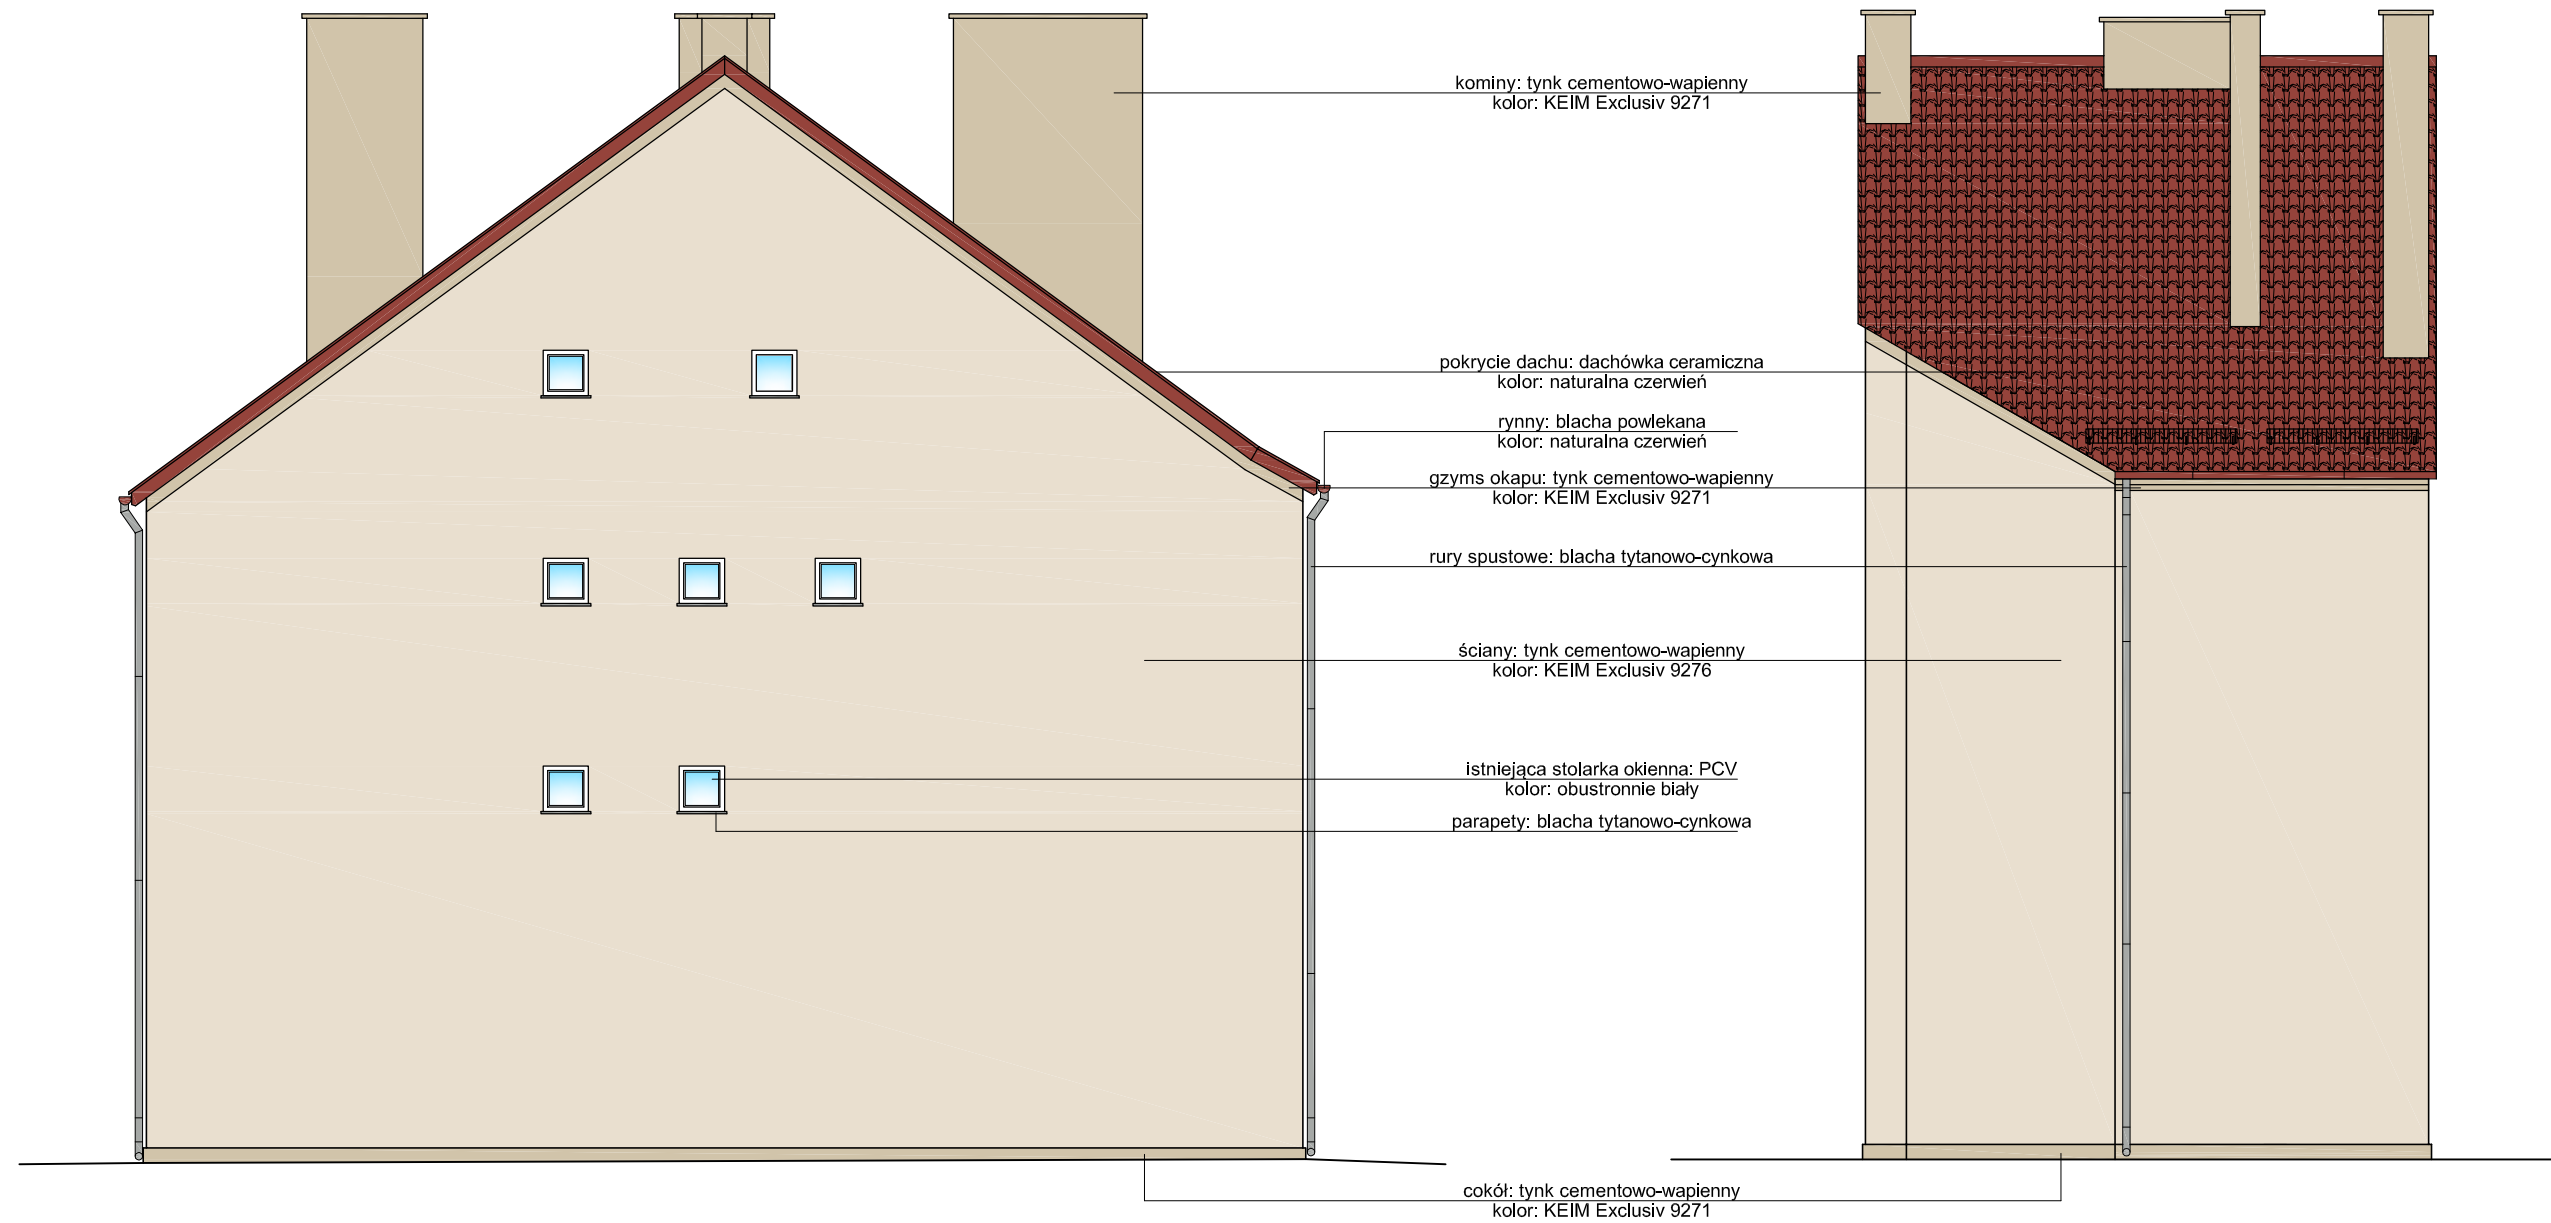 kominy: tynk cementowo-wapienny
kolor: KEIM Exclusiv 9271
pokrycie dachu: dachówka ceramiczna
kolor: naturalna czerwień
rynny: blacha powlekana
kolor: naturalna czerwień
gzyms okapu: tynk cementowo-wapienny
kolor: KEIM Exclusiv 9271
rury spustowe: blacha tytanowo-cynkowa
ściany: tynk cementowo-wapienny
kolor: KEIM Exclusiv 9276
istniejąca stolarka okienna: PCV
kolor: obustronnie biały
parapety: blacha tytanowo-cynkowa
cokół: tynk cementowo-wapienny
kolor: KEIM Exclusiv 9271